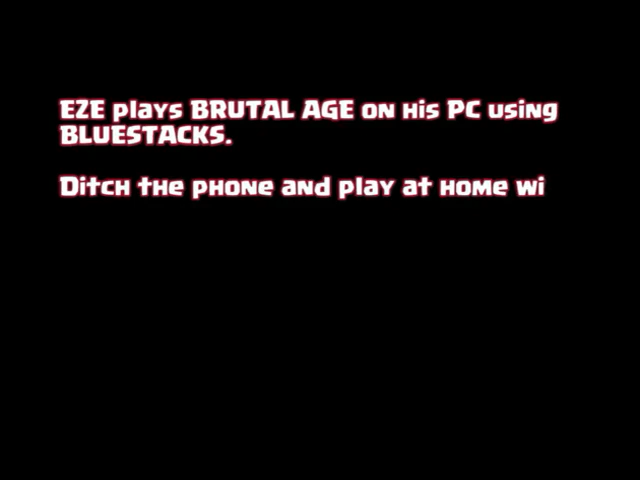 EZE plays BRUTAL AGE on his PC using
BLUESTACKS.
Ditch the phone and play at home wi